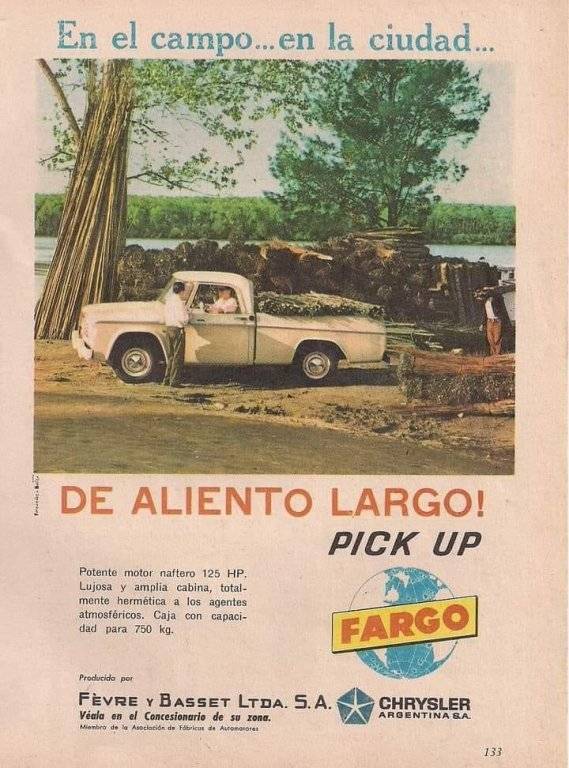 En el campo...en la ciudad...
DE ALIENTO LARGO!
PICK UP
Potente motor naftero 125 HP.
Lujosa y amplia cabina, total-
mente hermética a los agentes
atmosféricos. Caja con capaci-
dad para 750 kg.
FARGO
Producida por
FÈVRE Y BASSET LTDA. S. A.
Véala en el Concesionario de su zona.
Miembro de la Asociación de Fábricas de Automotores
CHRYSLER
ARGENTINA S.A.
133